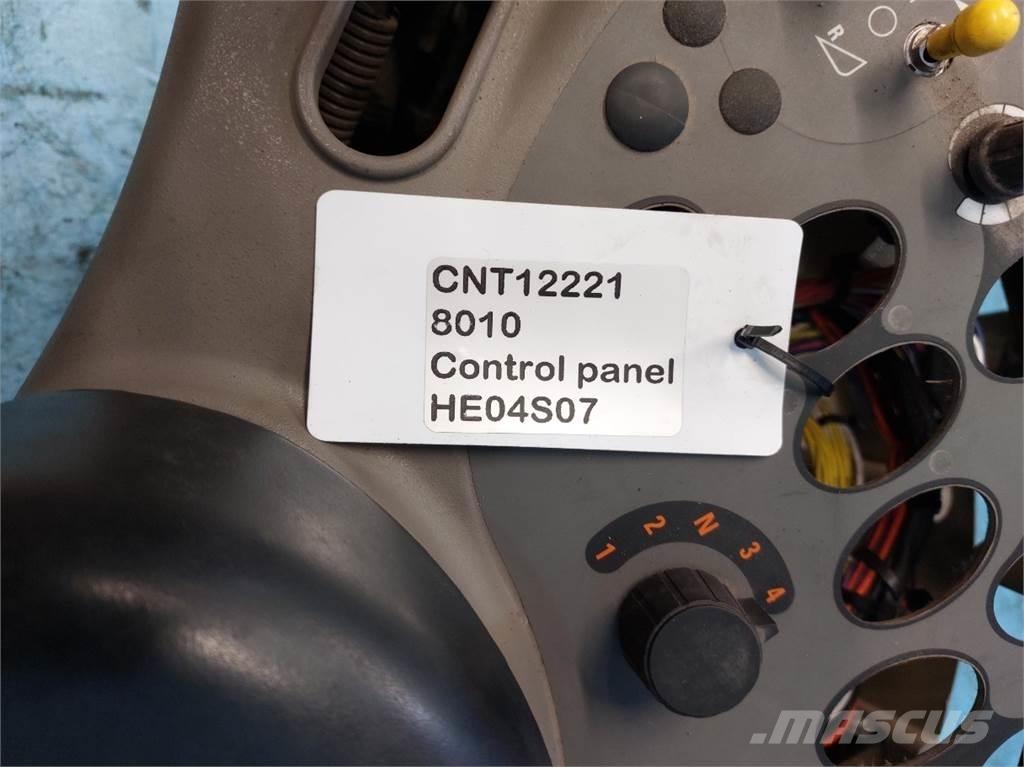 R
CNT12221
8010
Control panel
HE04S07
1 2 N 3 4
mascus